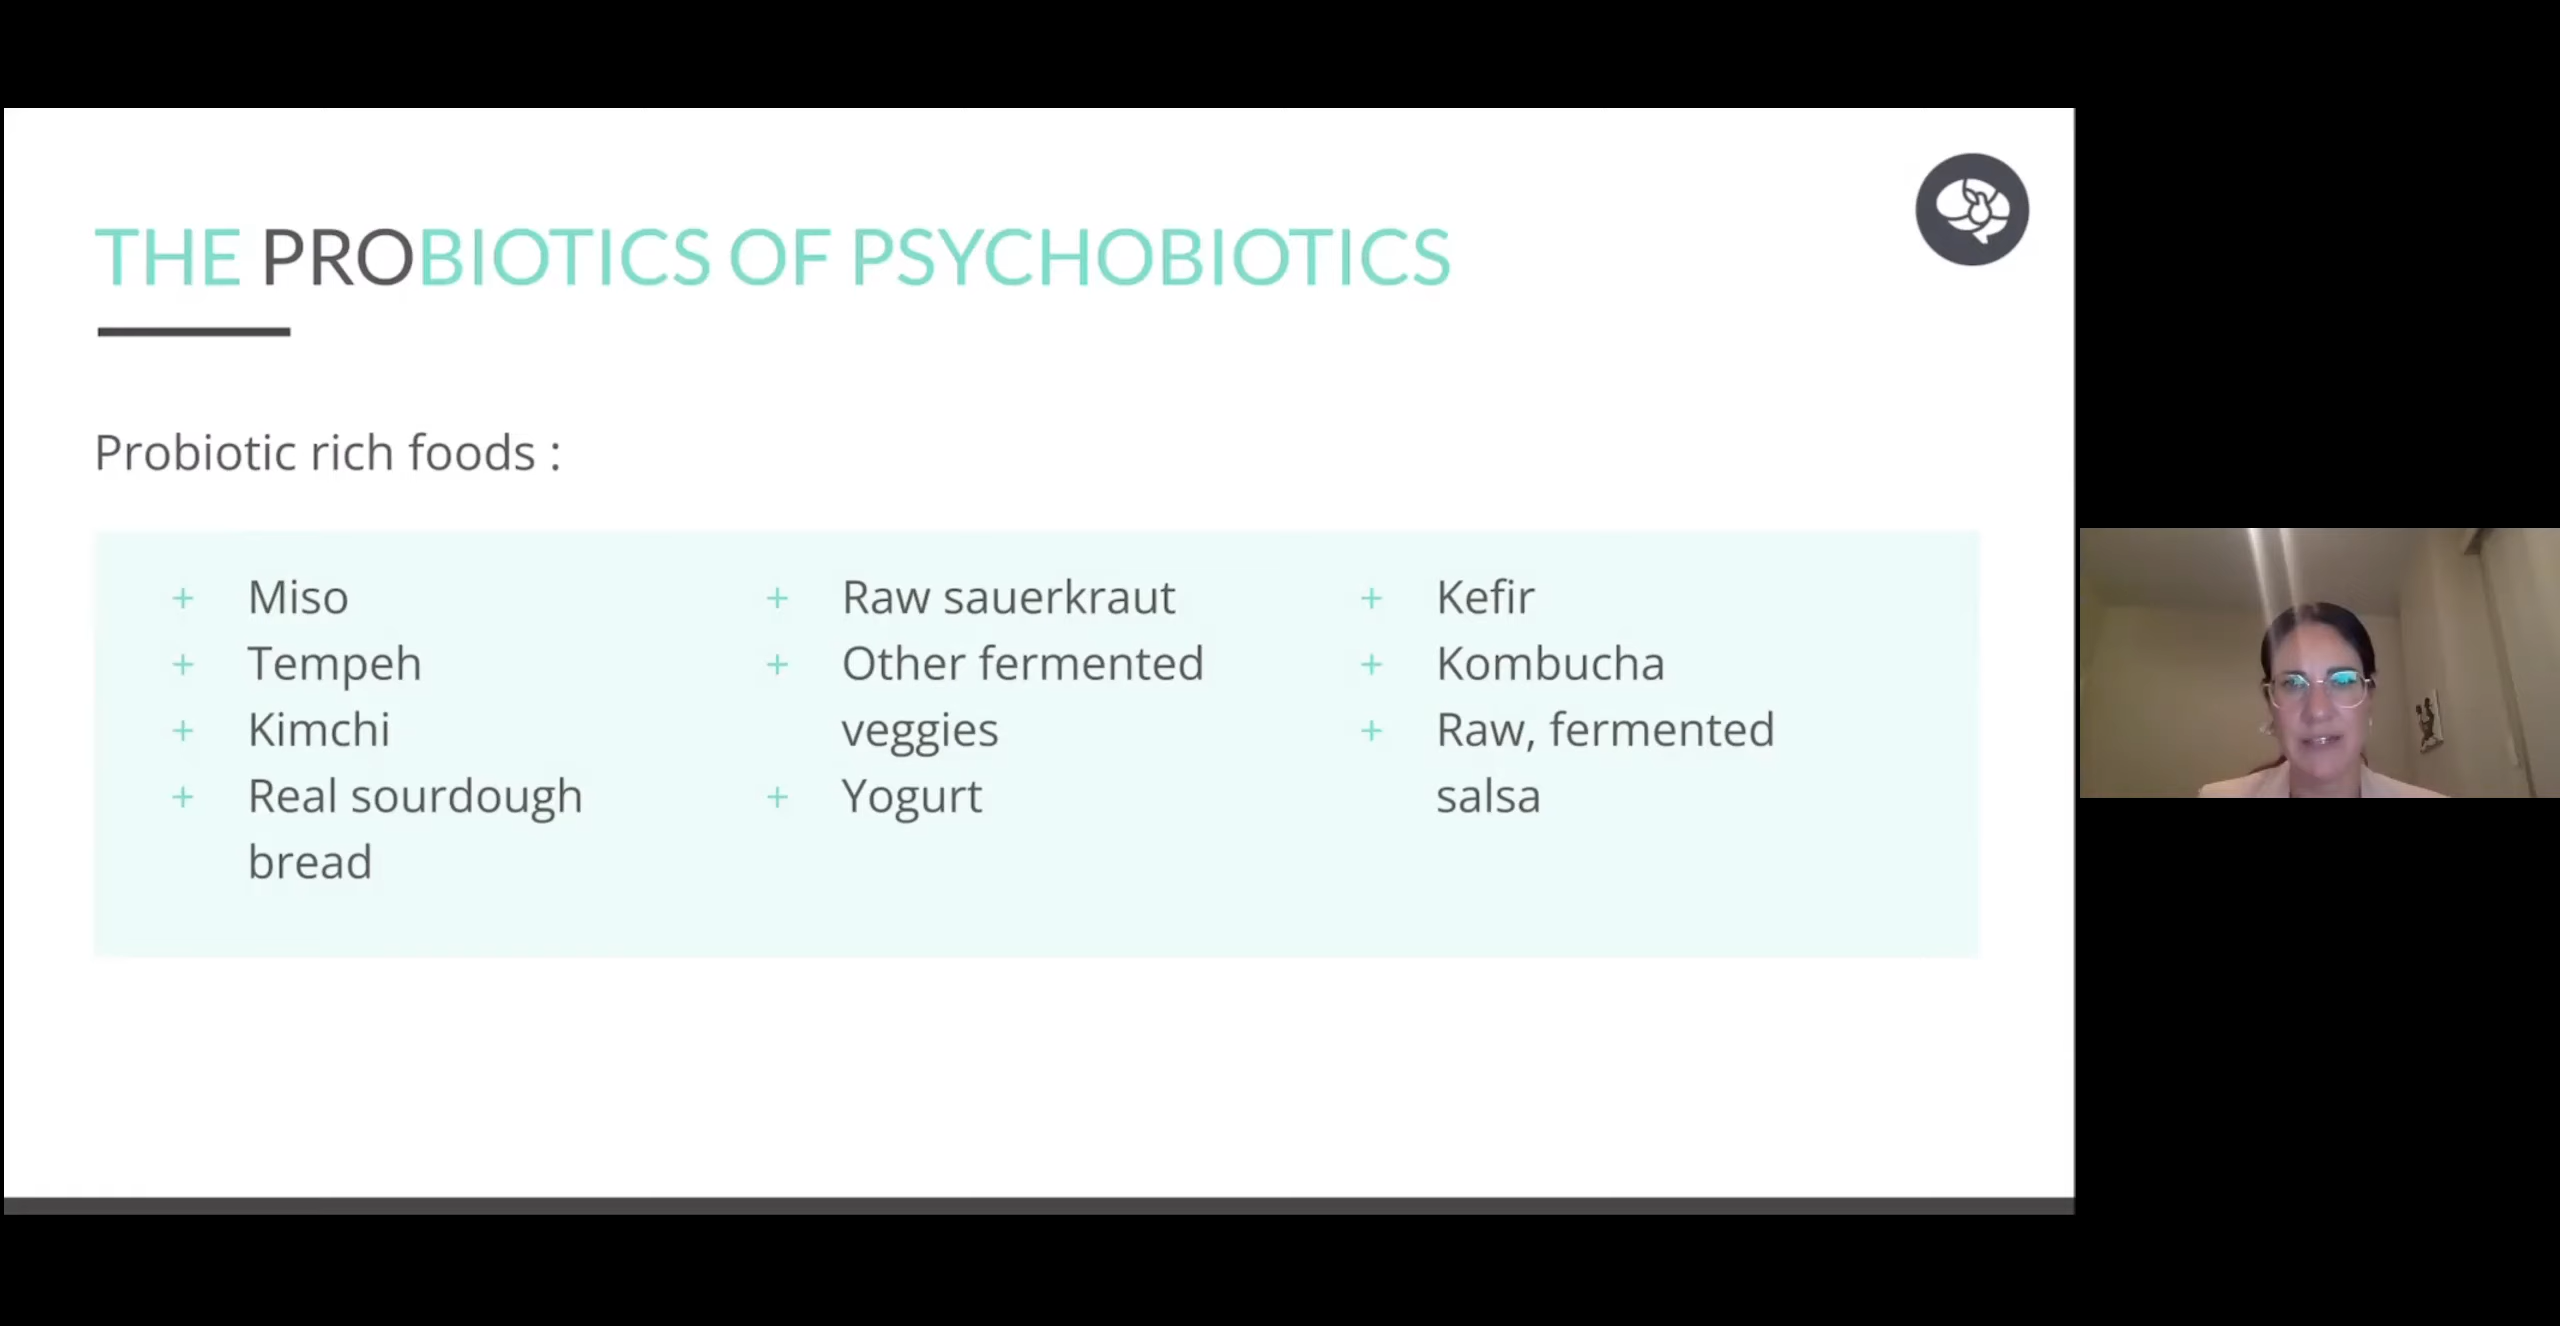 THE PROBIOTICS OF PSYCHOBIOTICS
Probiotic rich foods :
+ Miso
+ Tempeh
+ Kimchi
+ Real sourdough
bread
+ Raw sauerkraut
+ Other fermented
veggies
+ Yogurt
+ Kefir
+ Kombucha
+ Raw, fermented
salsa